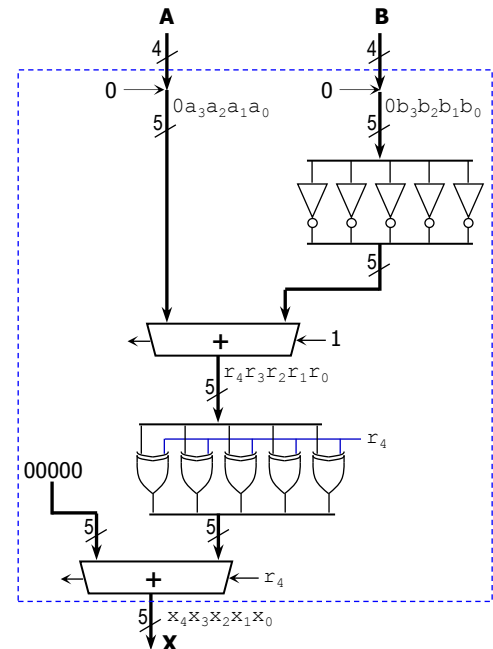 A B
4 4
0 0
0a₃a₂a₁a₀ 0b₃b₂b₁b₀
5 5
5
+ 1
r₄r₃r₂r₁r₀
5
r₄
00000
5 5
+ r₄
x₄x₃x₂x₁x₀
5
X